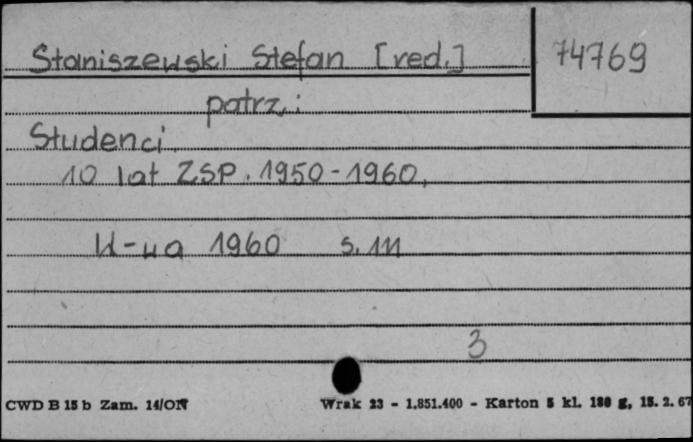 Staniszewski Stefan [red.]
74769
patrz:
Studenci.
10 lat ZSP. 1950-1960.
W-wa 1960 s. 111
3
CWD B 15 b Zam. 14/ON
Wrak 23 - 1.851.400 - Karton 5 kl. 180 g, 15. 2. 67